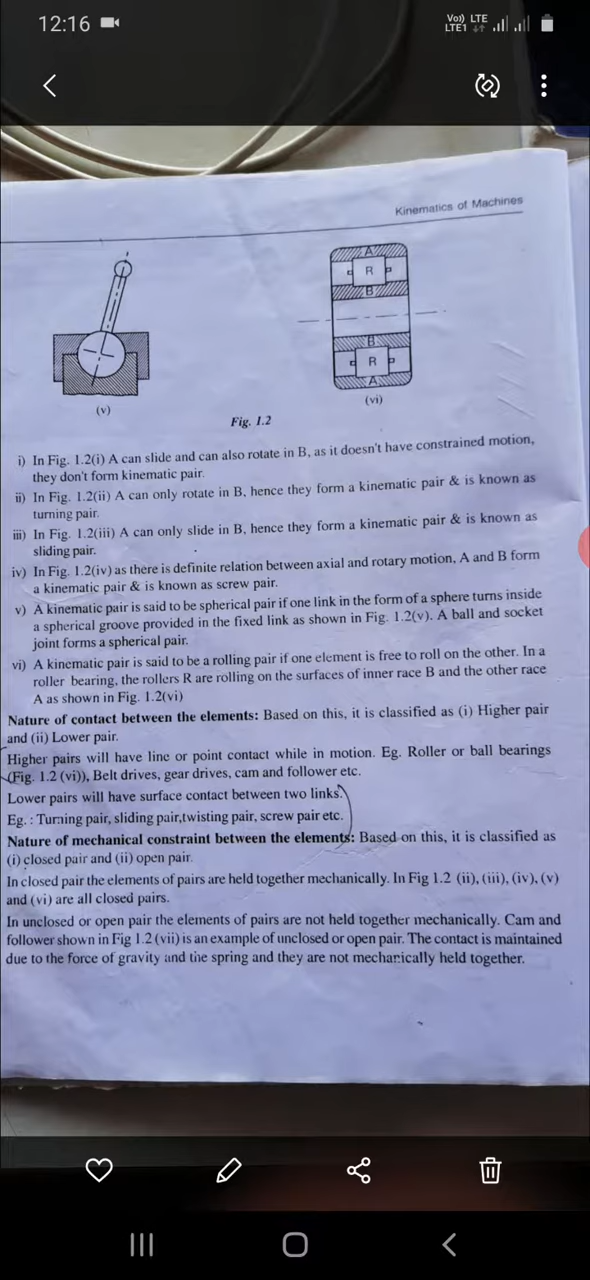 12:16
Vo)) LTE
LTE1
Kinematics of Machines
A
R
B
B
R
A
(v)
(vi)
Fig. 1.2
i) In Fig. 1.2(i) A can slide and can also rotate in B, as it doesn't have constrained motion,
they don't form kinematic pair.
ii) In Fig. 1.2(ii) A can only rotate in B, hence they form a kinematic pair & is known as
turning pair.
iii) In Fig. 1.2(iii) A can only slide in B, hence they form a kinematic pair & is known as
sliding pair.
iv) In Fig. 1.2(iv) as there is definite relation between axial and rotary motion, A and B form
a kinematic pair & is known as screw pair.
v) A kinematic pair is said to be spherical pair if one link in the form of a sphere turns inside
a spherical groove provided in the fixed link as shown in Fig. 1.2(v). A ball and socket
joint forms a spherical pair.
vi) A kinematic pair is said to be a rolling pair if one element is free to roll on the other. In a
roller bearing, the rollers R are rolling on the surfaces of inner race B and the other race
A as shown in Fig. 1.2(vi)
Nature of contact between the elements: Based on this, it is classified as (i) Higher pair
and (ii) Lower pair.
Higher pairs will have line or point contact while in motion. Eg. Roller or ball bearings
(Fig. 1.2 (vi)), Belt drives, gear drives, cam and follower etc.
Lower pairs will have surface contact between two links.
Eg. : Turning pair, sliding pair,twisting pair, screw pair etc.
Nature of mechanical constraint between the elements: Based on this, it is classified as
(i) closed pair and (ii) open pair.
In closed pair the elements of pairs are held together mechanically. In Fig 1.2 (ii), (iii), (iv), (v)
and (vi) are all closed pairs.
In unclosed or open pair the elements of pairs are not held together mechanically. Cam and
follower shown in Fig 1.2 (vii) is an example of unclosed or open pair. The contact is maintained
due to the force of gravity and the spring and they are not mechanically held together.